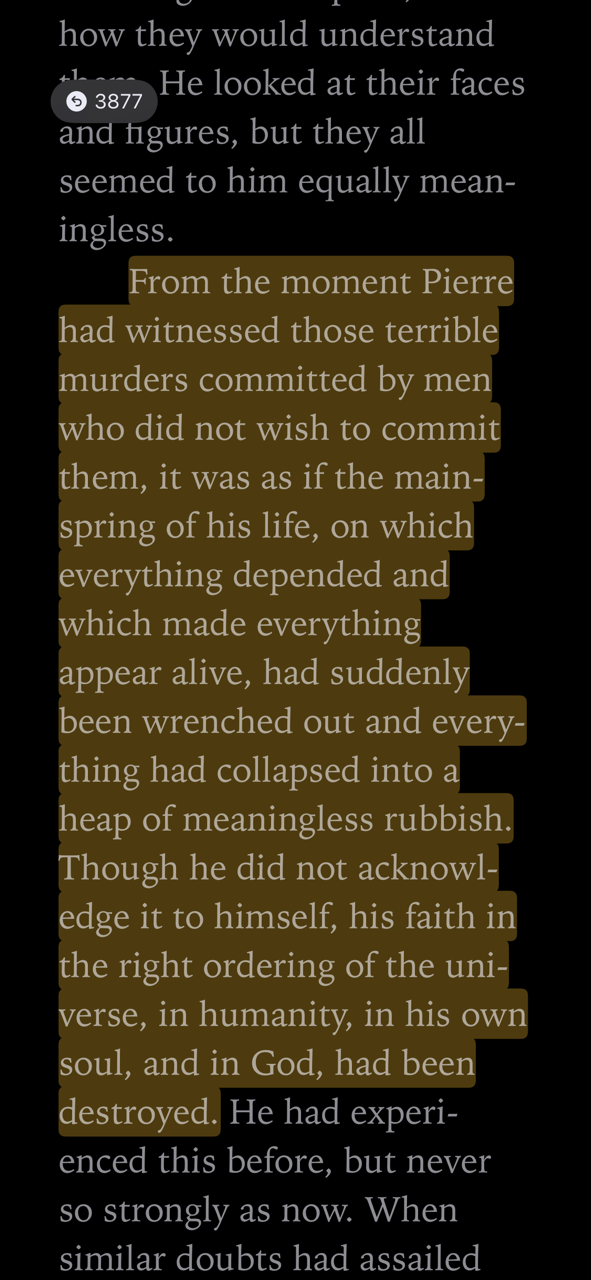 how they would understand
them. He looked at their faces
3877
and figures, but they all
seemed to him equally mean-
ingless.
From the moment Pierre
had witnessed those terrible
murders committed by men
who did not wish to commit
them, it was as if the main-
spring of his life, on which
everything depended and
which made everything
appear alive, had suddenly
been wrenched out and every-
thing had collapsed into a
heap of meaningless rubbish.
Though he did not acknowl-
edge it to himself, his faith in
the right ordering of the uni-
verse, in humanity, in his own
soul, and in God, had been
destroyed. He had experi-
enced this before, but never
so strongly as now. When
similar doubts had assailed